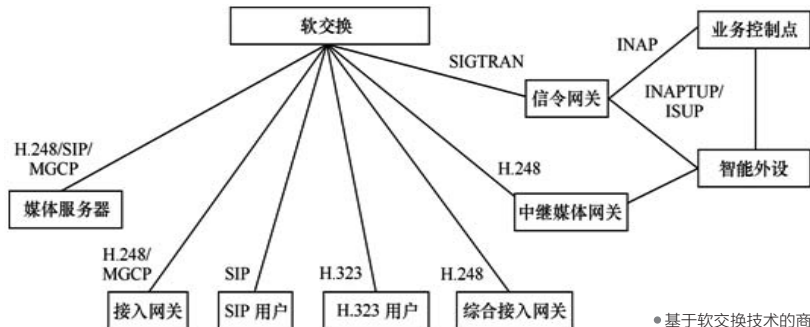 软交换
业务控制点
INAP
SIGTRAN
信令网关
INAPTUP/
ISUP
H.248/SIP/
MGCP
H.248
智能外设
媒体服务器
中继媒体网关
H.248/
MGCP
SIP
H.323
H.248
接入网关
SIP 用户
H.323 用户
综合接入网关
●基于软交换技术的商